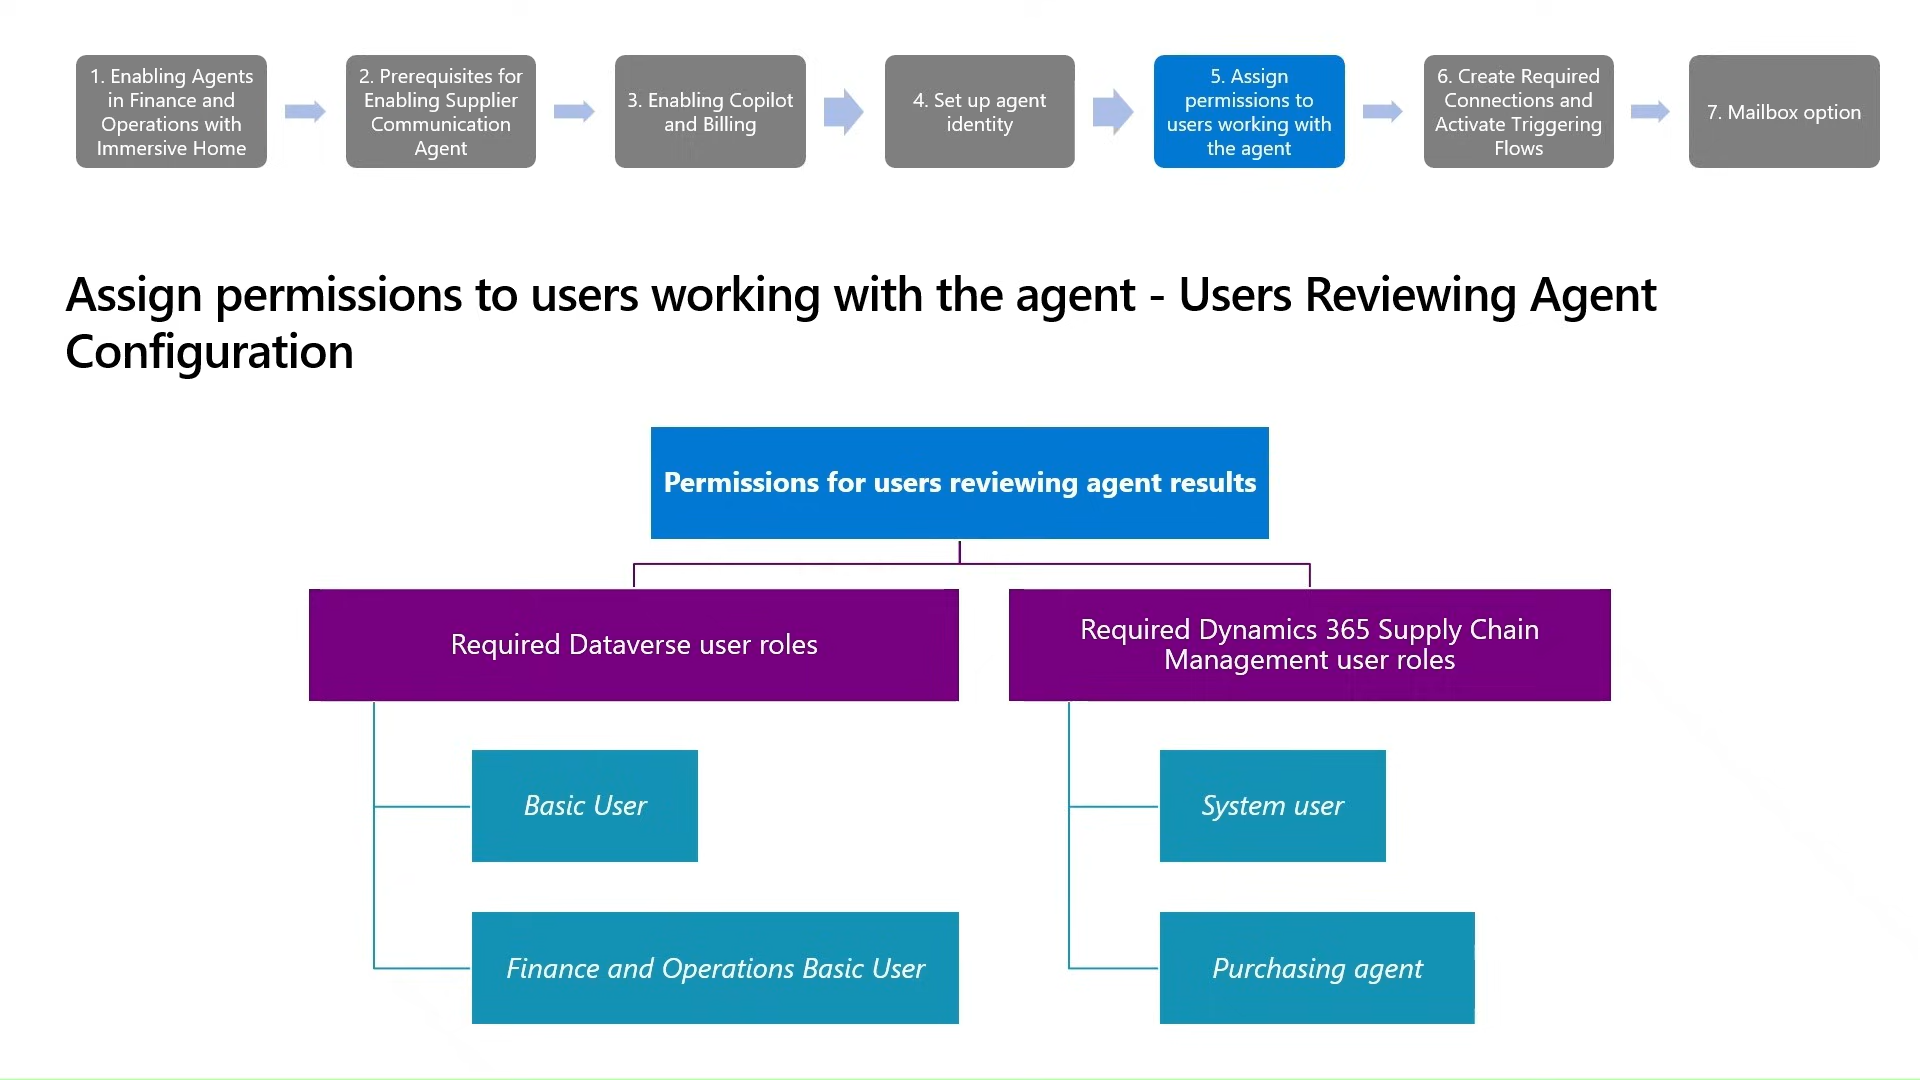 1. Enabling Agents
in Finance and
Operations with
Immersive Home
2. Prerequisites for
Enabling Supplier
Communication
Agent
3. Enabling Copilot
and Billing
4. Set up agent
identity
5. Assign
permissions to
users working with
the agent
6. Create Required
Connections and
Activate Triggering
Flows
7. Mailbox option
Assign permissions to users working with the agent - Users Reviewing Agent
Configuration
Permissions for users reviewing agent results
Required Dataverse user roles
Required Dynamics 365 Supply Chain
Management user roles
Basic User
System user
Finance and Operations Basic User
Purchasing agent